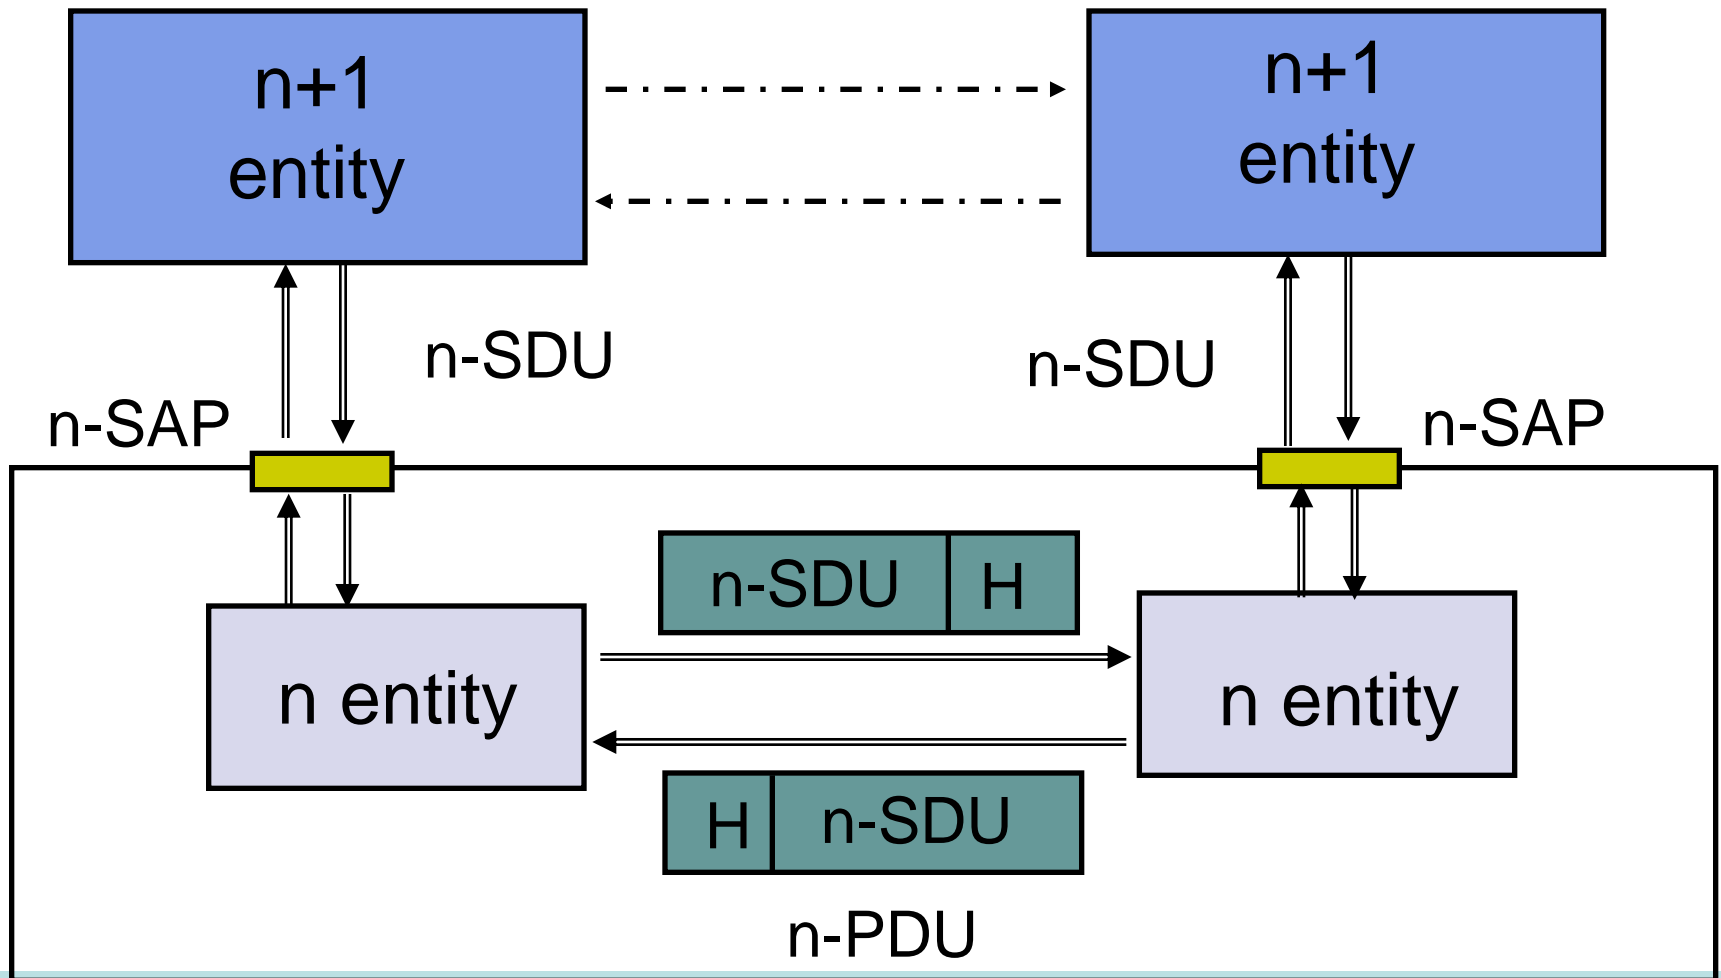 n+1
entity
n+1
entity
n-SDU
n-SDU
n-SAP
n-SAP
n-SDU H
n entity
n entity
H n-SDU
n-PDU